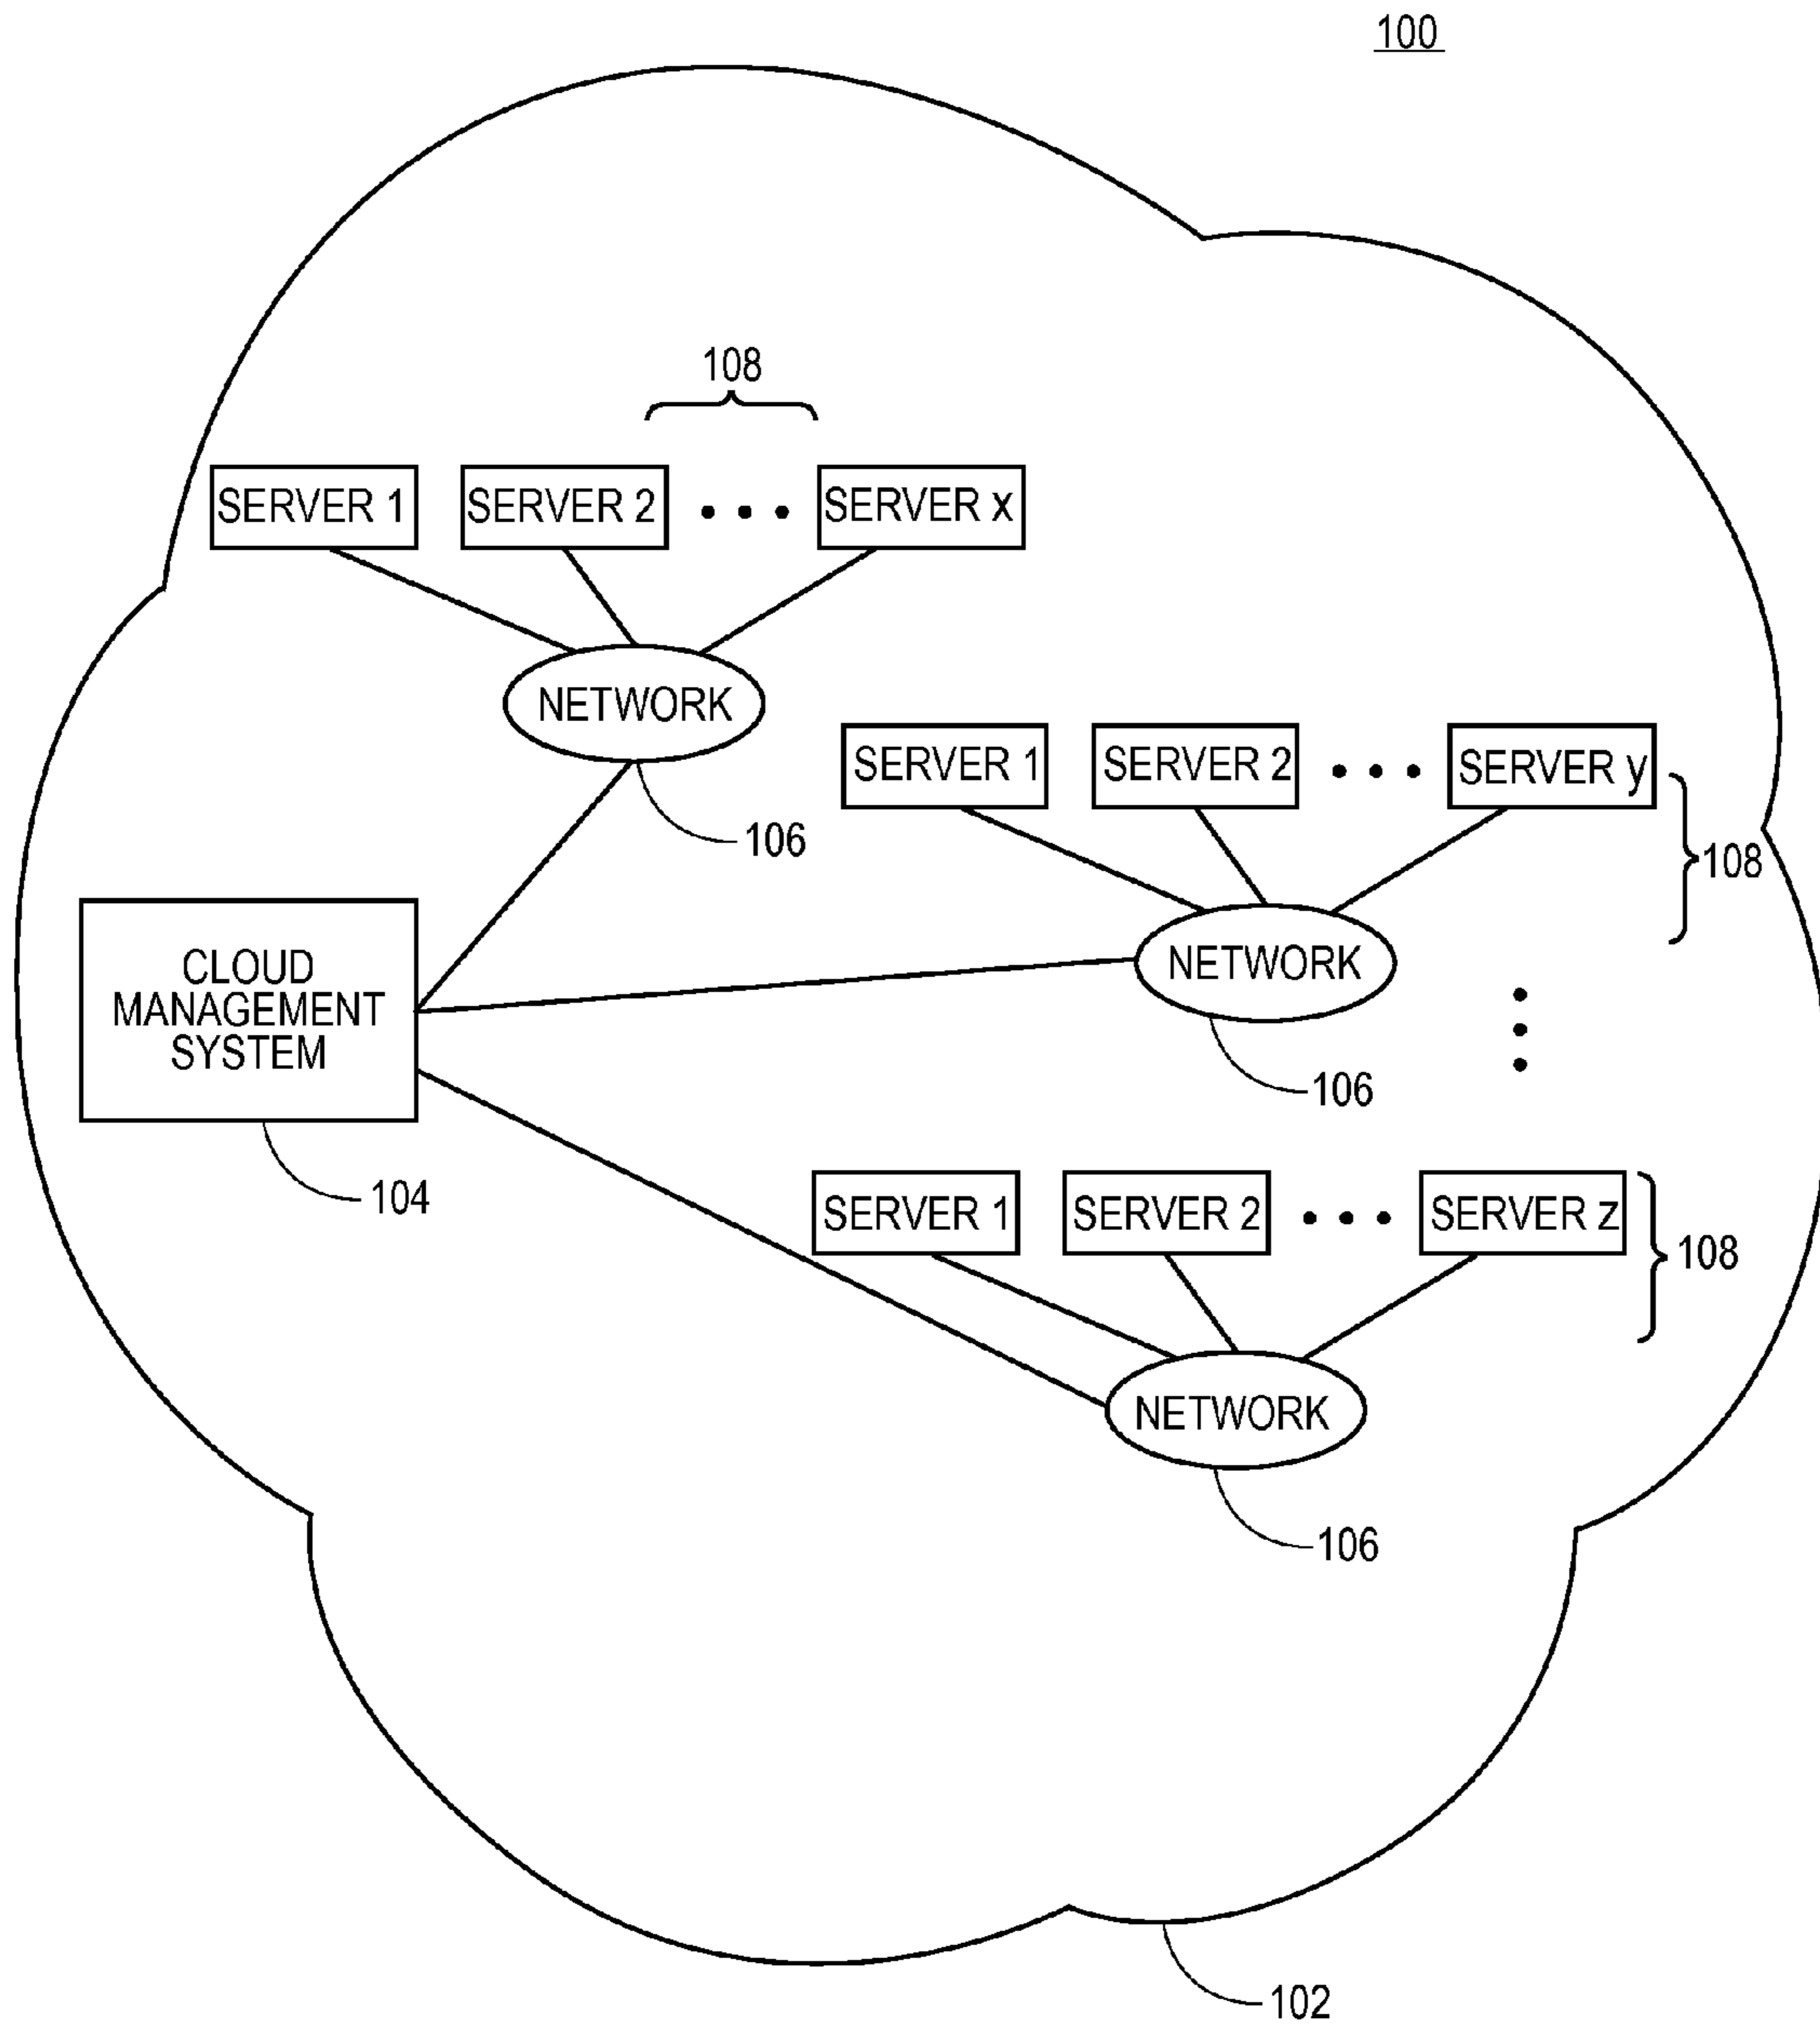 100
108
SERVER 1
SERVER 2
SERVER x
NETWORK
106
SERVER 1
SERVER 2
SERVER y
108
NETWORK
106
CLOUD
MANAGEMENT
SYSTEM
104
SERVER 1
SERVER 2
SERVER z
108
NETWORK
106
102